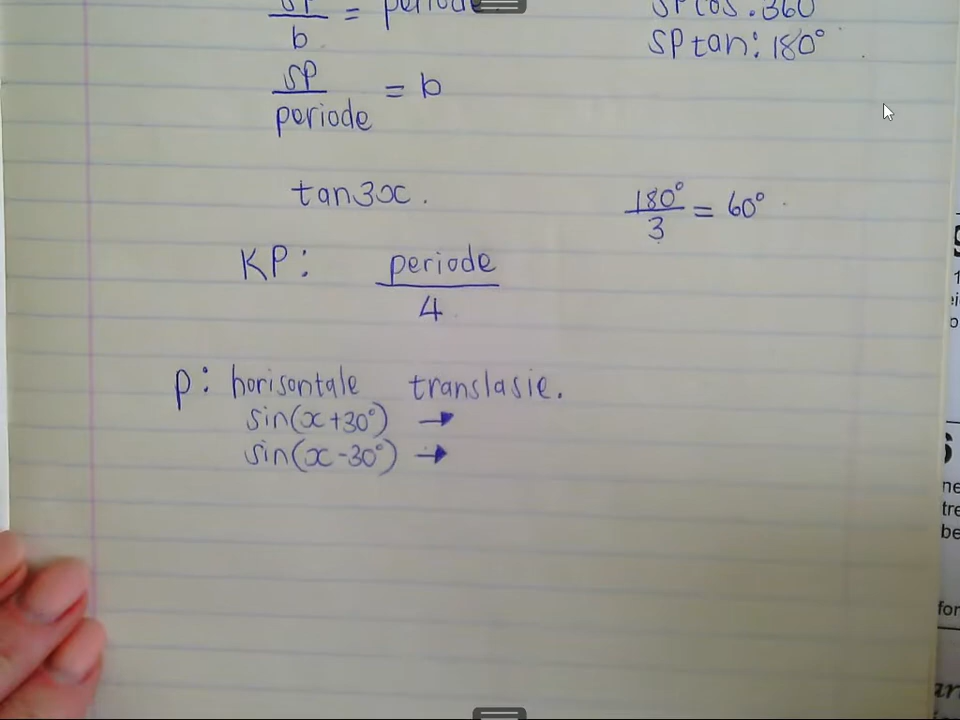 SP/b = periode
SP cos: 360
SP tan: 180°
SP/periode = b
tan3x.
180°/3 = 60°
KP: periode/4
p: horisontale translasie.
sin(x+30°) →
sin(x-30°) →